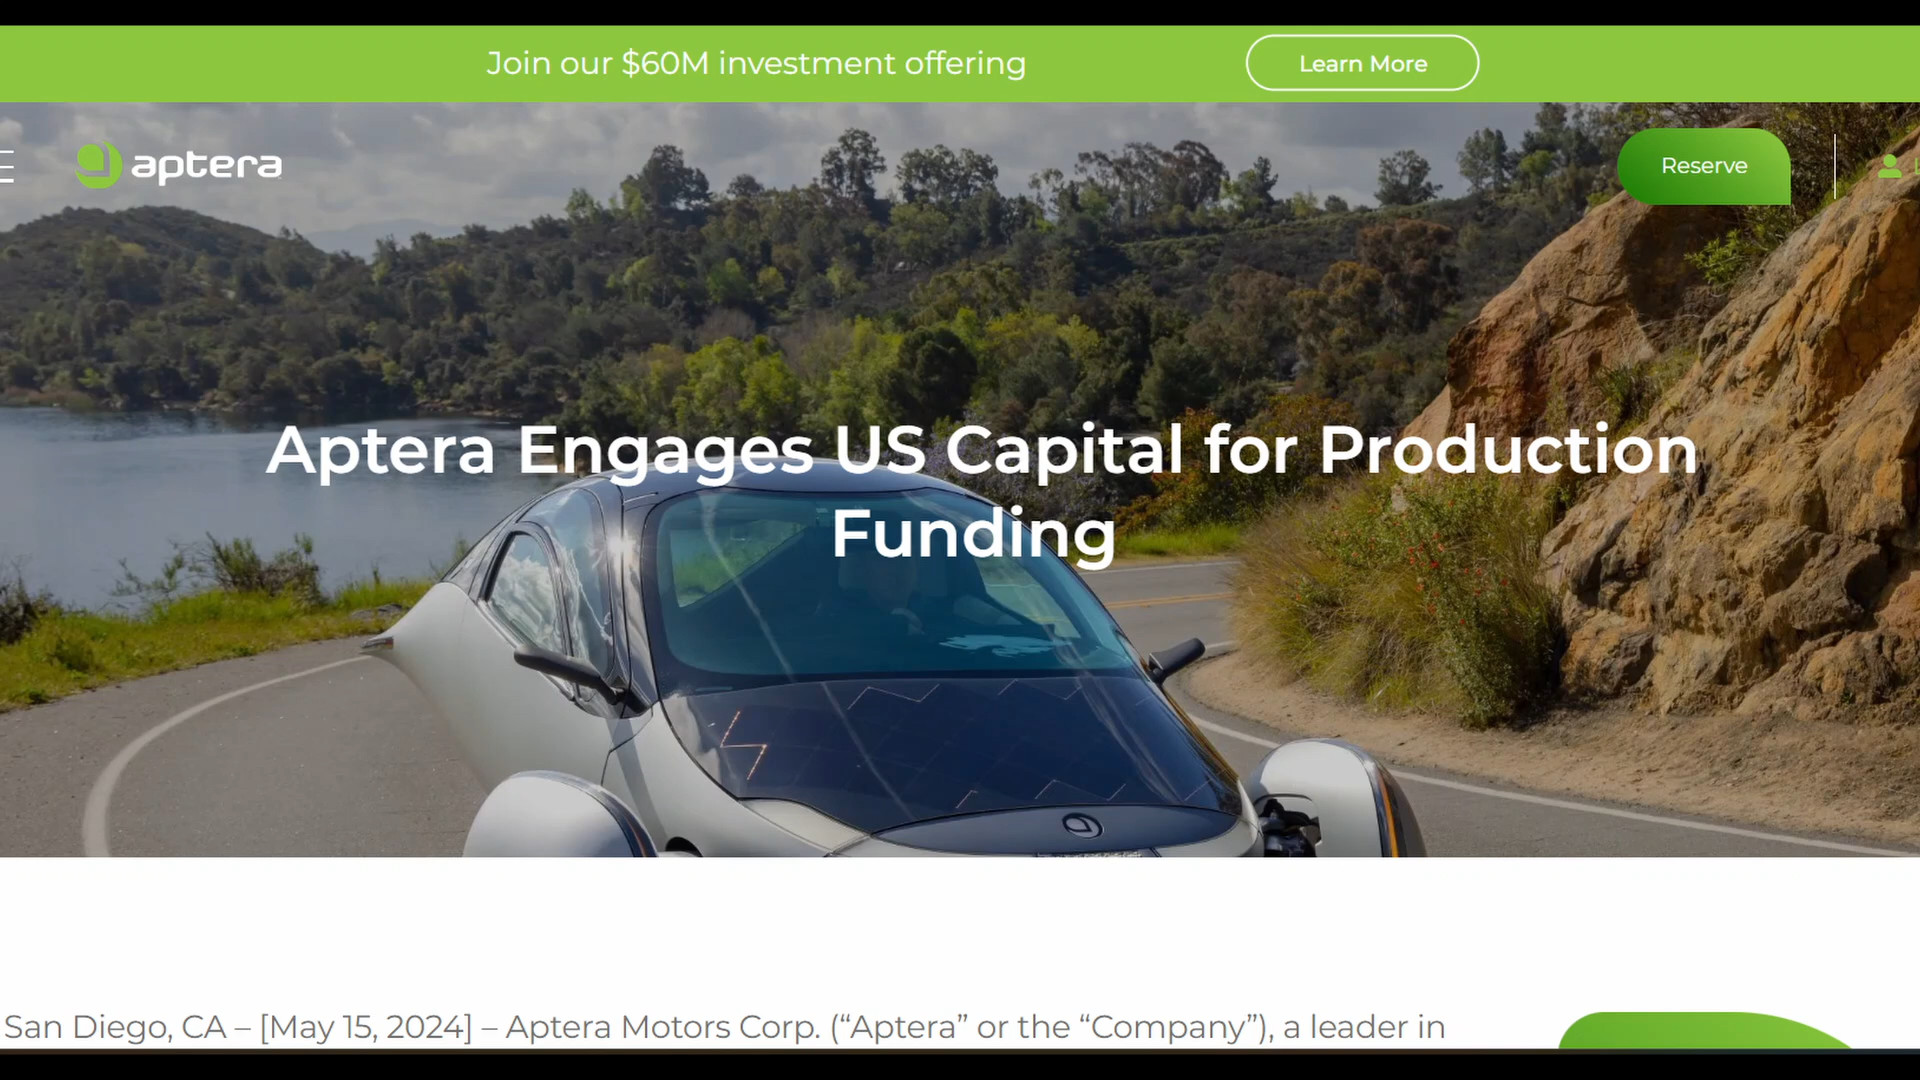 Join our $60M investment offering
Learn More
aptera
Reserve
Aptera Engages US Capital for Production
Funding
San Diego, CA – [May 15, 2024] – Aptera Motors Corp. (“Aptera” or the “Company”), a leader in